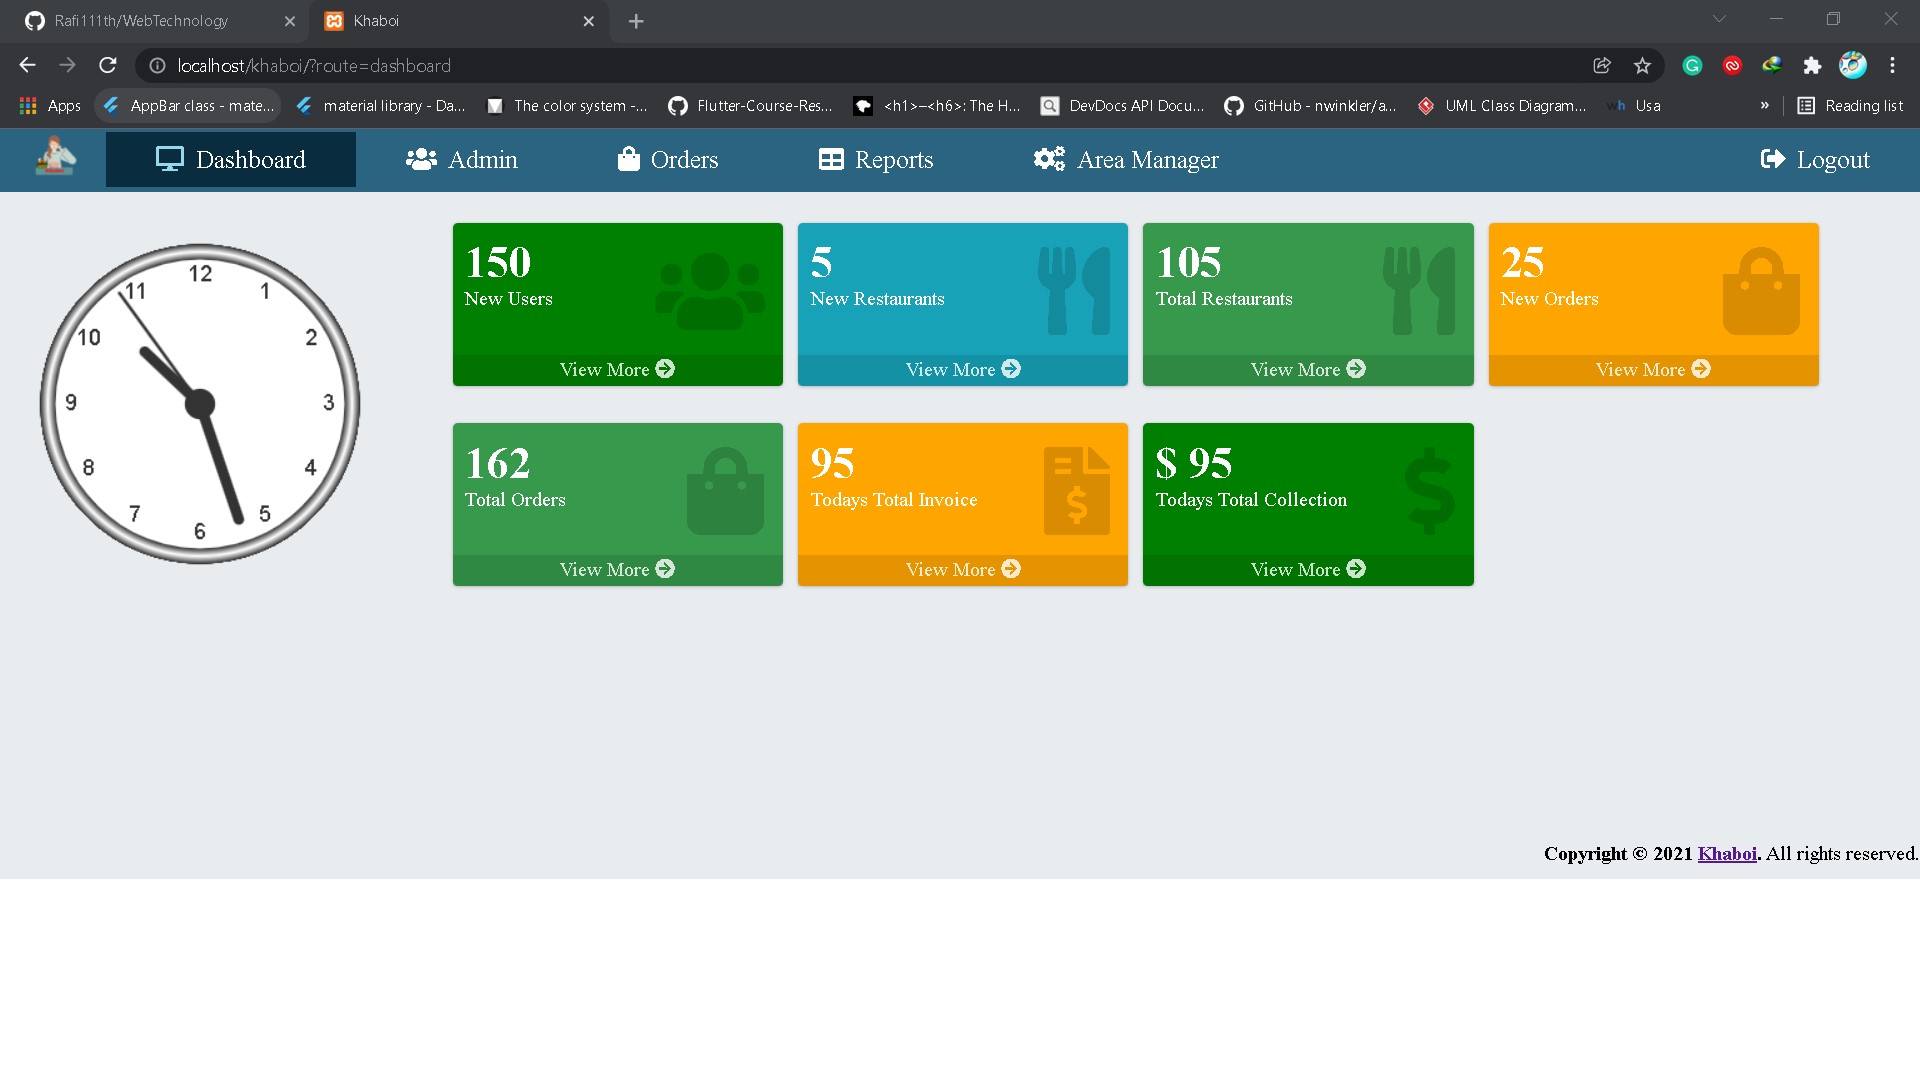 Rafi111th/WebTechnology
Khaboi
localhost/khaboi/?route=dashboard
Apps
AppBar class - mate...
material library - Da...
The color system -...
Flutter-Course-Res...
<h1>–<h6>: The H...
DevDocs API Docu...
GitHub - nwinkler/a...
UML Class Diagram...
wh Usa
»
Reading list
Dashboard
Admin
Orders
Reports
Area Manager
Logout
12
1
2
3
4
5
6
7
8
9
10
11
150
New Users
View More
5
New Restaurants
View More
105
Total Restaurants
View More
25
New Orders
View More
162
Total Orders
View More
95
Todays Total Invoice
View More
$ 95
Todays Total Collection
View More
Copyright © 2021 Khaboi. All rights reserved.